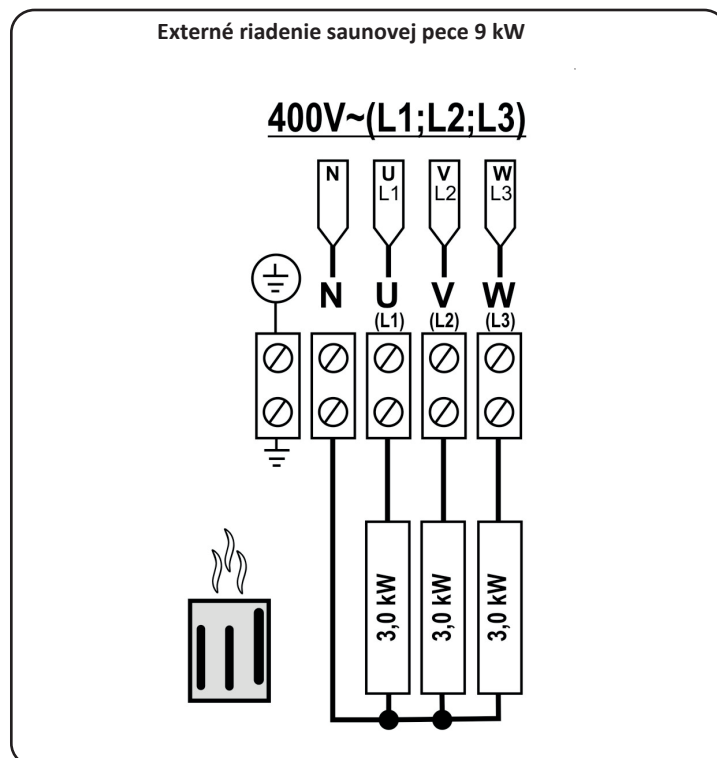 Externé riadenie saunovej pece 9 kW
400V~(L1;L2;L3)
N U V W
L1 L2 L3
N U V W
(L1) (L2) (L3)
3,0 kW 3,0 kW 3,0 kW